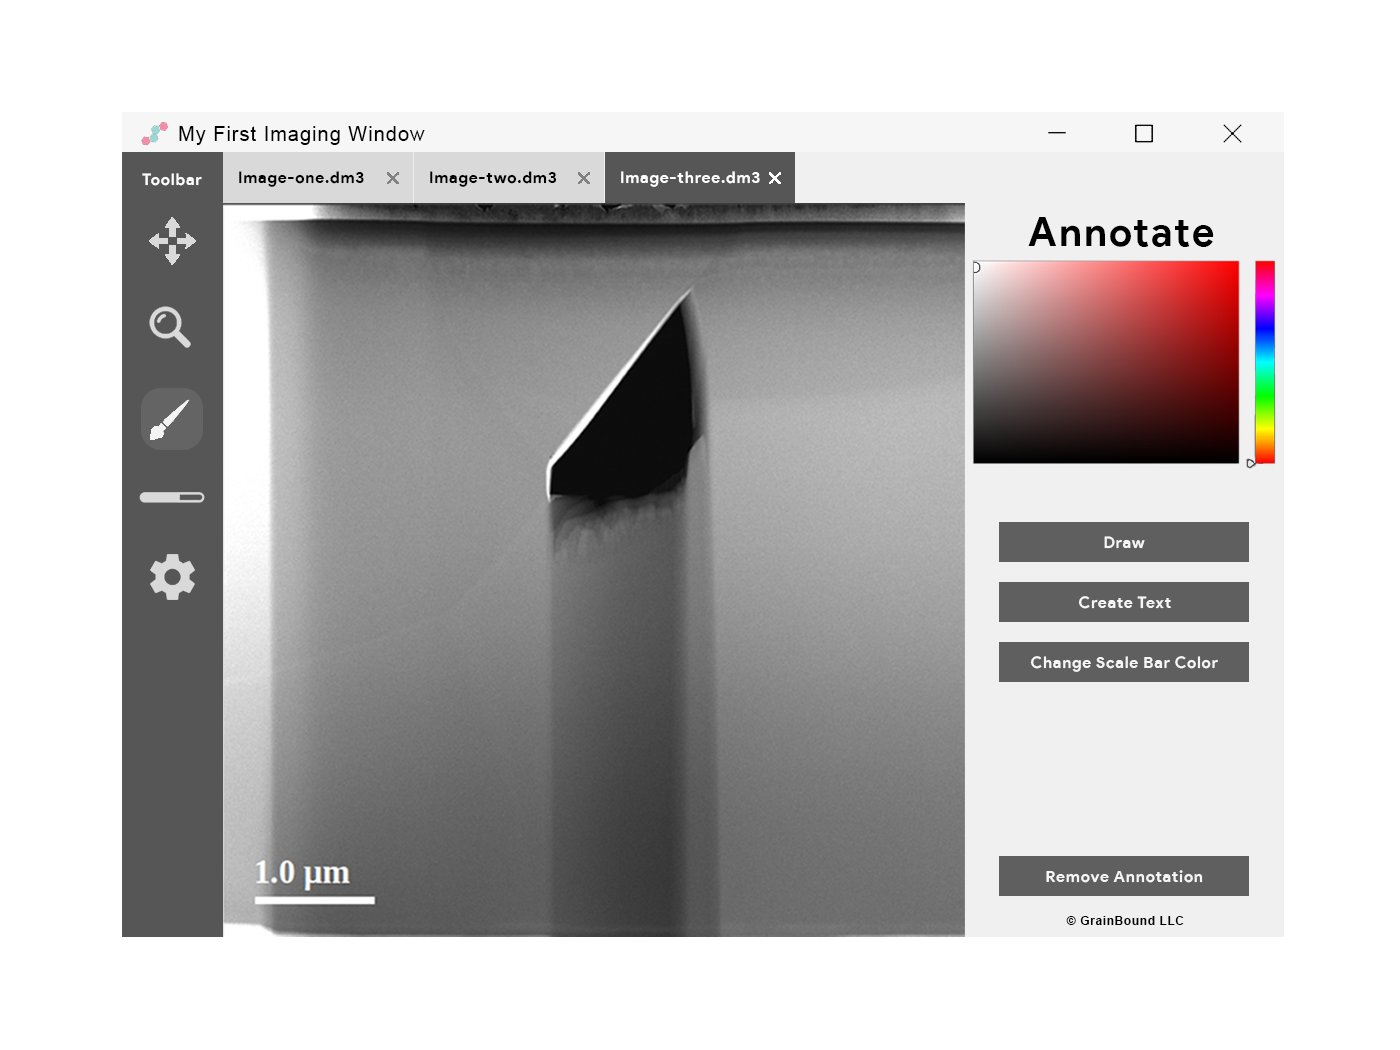 My First Imaging Window
Toolbar
Image-one.dm3
Image-two.dm3
Image-three.dm3
Annotate
Draw
Create Text
Change Scale Bar Color
1.0 μm
Remove Annotation
© GrainBound LLC